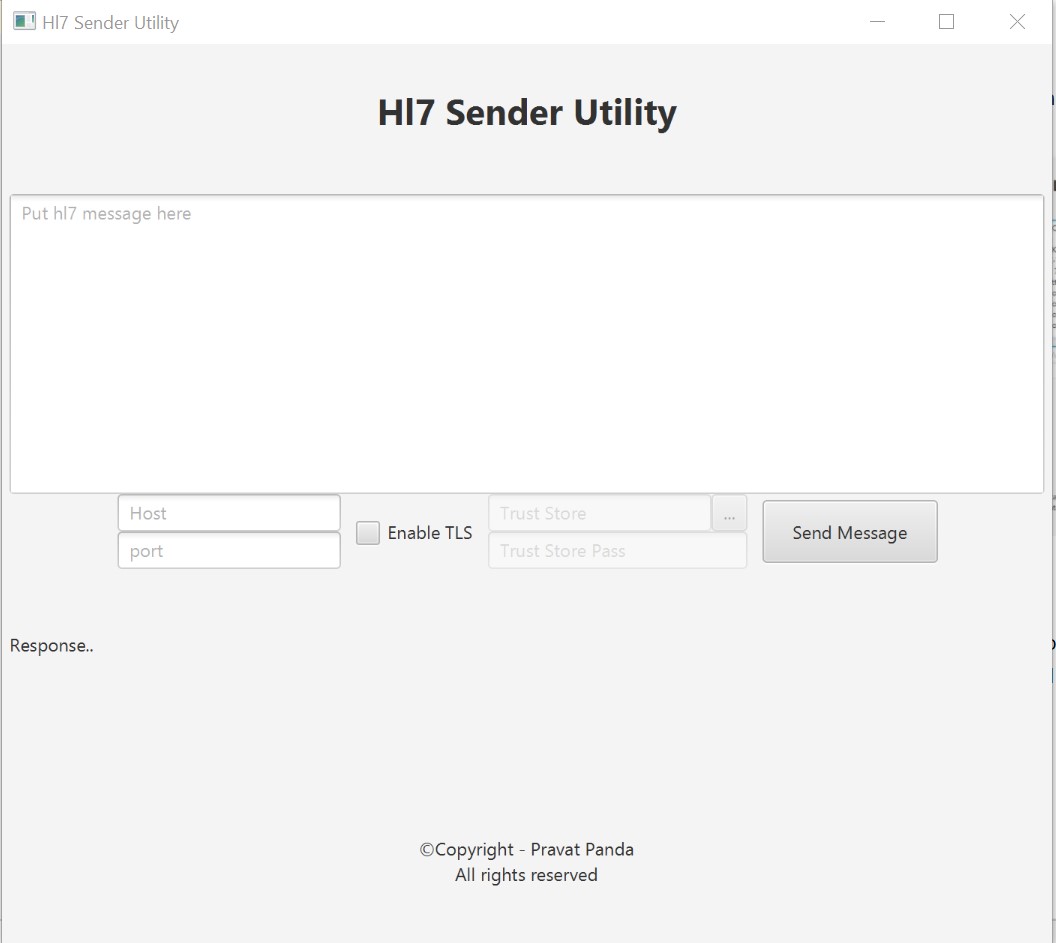 Hl7 Sender Utility
Hl7 Sender Utility
Put hl7 message here
Host
port
Enable TLS
Trust Store
...
Trust Store Pass
Send Message
Response..
©Copyright - Pravat Panda
All rights reserved